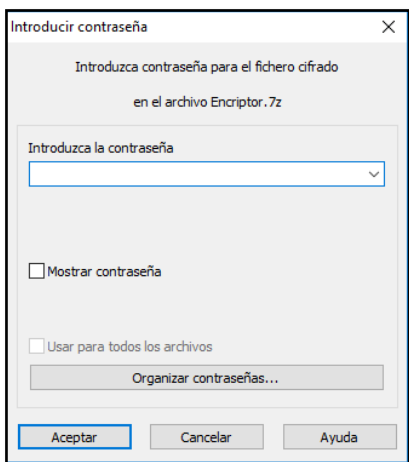 Introducir contraseña
Introduzca contraseña para el fichero cifrado
en el archivo Encriptor.7z
Introduzca la contraseña
Mostrar contraseña
Usar para todos los archivos
Organizar contraseñas...
Aceptar
Cancelar
Ayuda